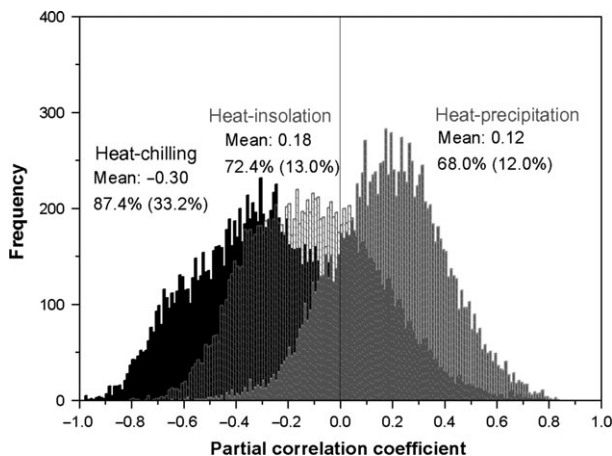 400
300
200
100
0
Frequency
Heat-insolation
Mean: 0.18
72.4% (13.0%)
Heat-precipitation
Mean: 0.12
68.0% (12.0%)
Heat-chilling
Mean: −0.30
87.4% (33.2%)
−1.0 −0.8 −0.6 −0.4 −0.2 0.0 0.2 0.4 0.6 0.8 1.0
Partial correlation coefficient